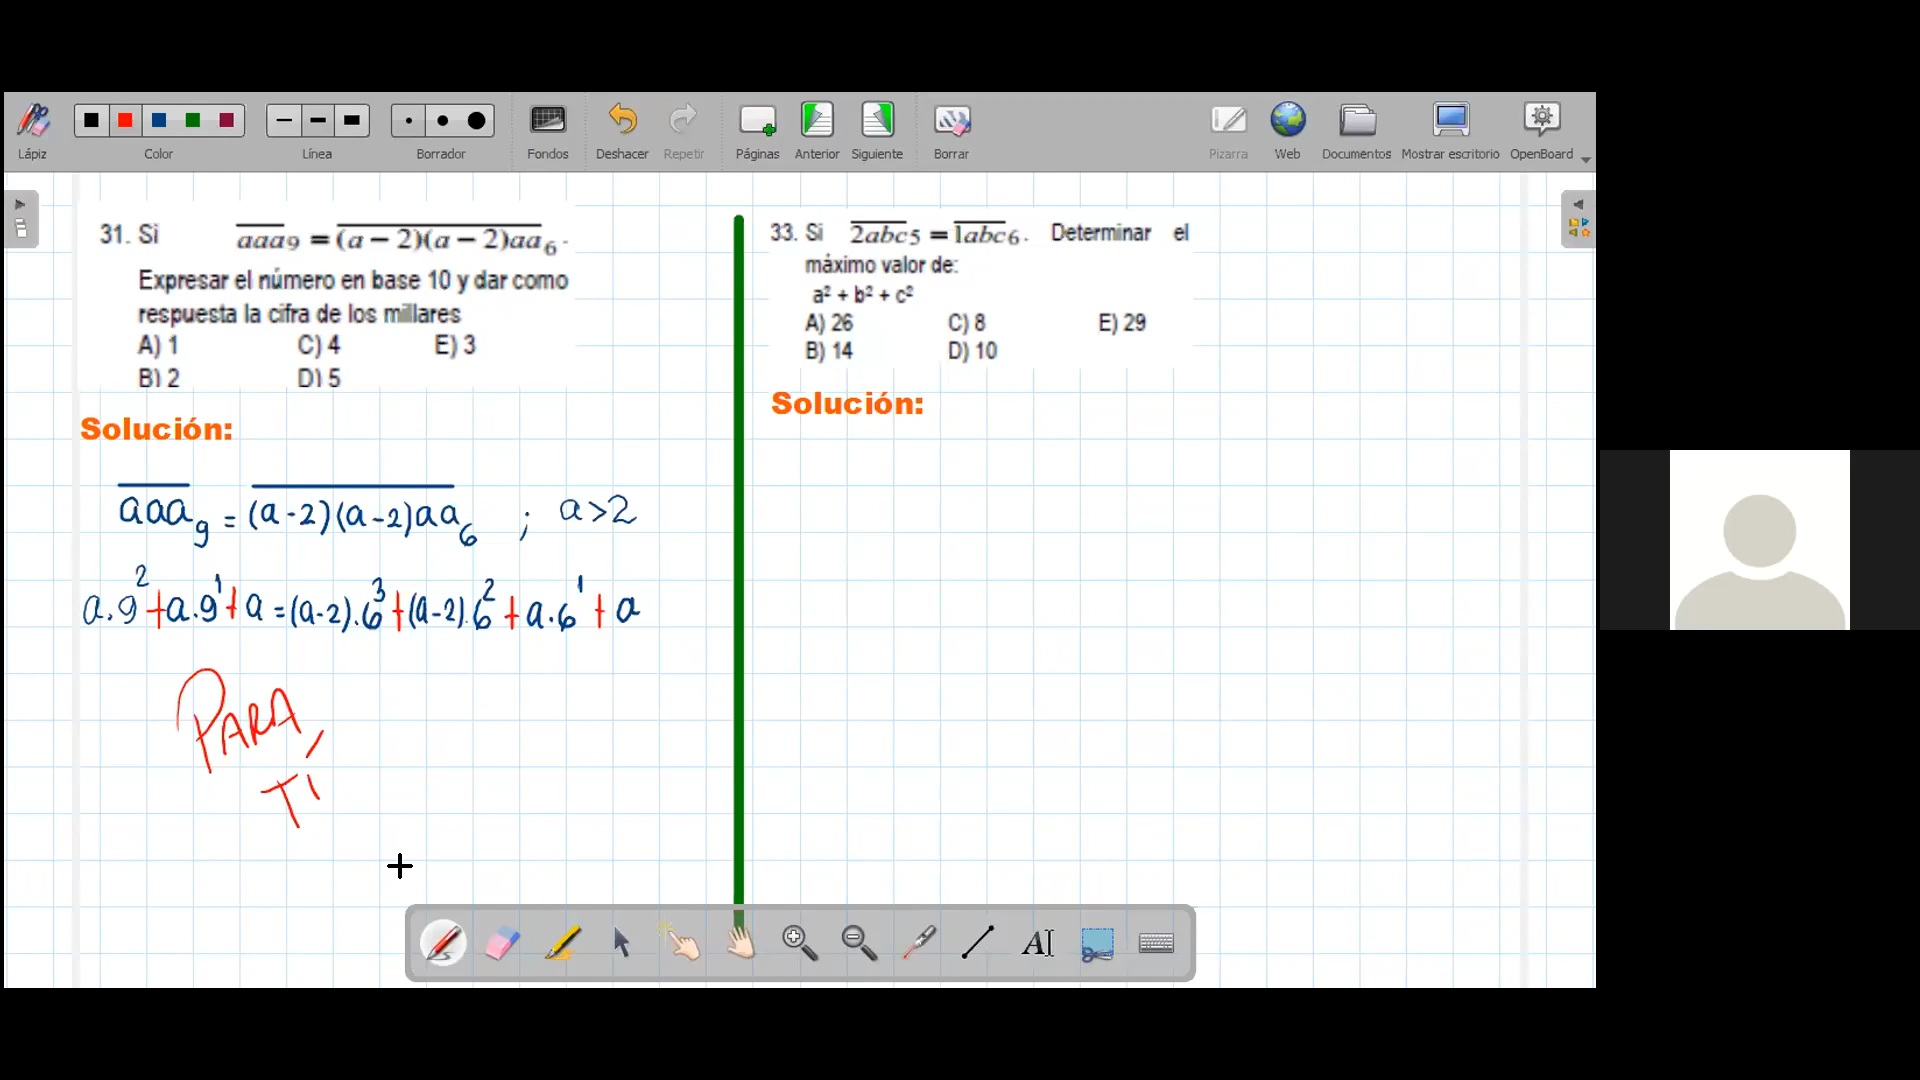 Lápiz Color Línea Borrador Fondos Deshacer Repetir Páginas Anterior Siguiente Borrar Pizarra Web Documentos Mostrar escritorio OpenBoard
31. Si aaa9 = (a − 2)(a − 2)aa6.
Expresar el número en base 10 y dar como
respuesta la cifra de los millares
A) 1 C) 4 E) 3
B) 2 D) 5
Solución:
aaa9 = (a-2)(a-2)aa6 ; a>2
a.9² + a.9¹ + a = (a-2).6³ + (a-2).6² + a.6¹ + a
PARA
TÍ
33. Si 2abc5 = 1abc6. Determinar el
máximo valor de:
a² + b² + c²
A) 26 C) 8 E) 29
B) 14 D) 10
Solución:
AI